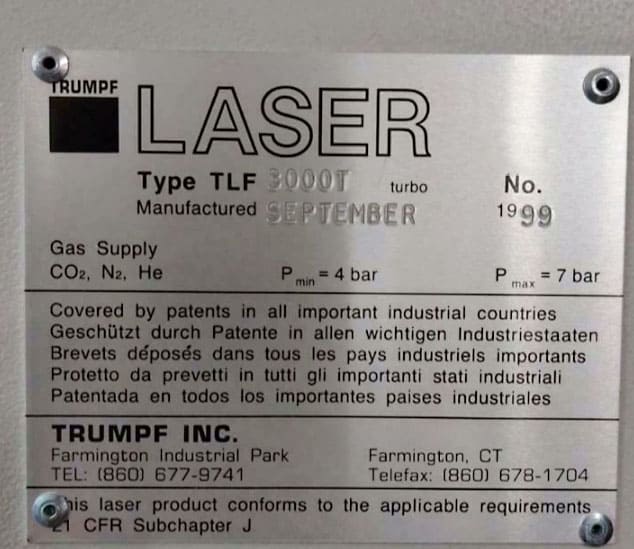 TRUMPF
LASER
Type TLF 3000T turbo No.
Manufactured SEPTEMBER 1999
Gas Supply
CO₂, N₂, He P min = 4 bar P max = 7 bar
Covered by patents in all important industrial countries
Geschützt durch Patente in allen wichtigen Industriestaaten
Brevets déposés dans tous les pays industriels importants
Protetto da prevetti in tutti gli importanti stati industriali
Patentada en todos los importantes paises industriales
TRUMPF INC.
Farmington Industrial Park Farmington, CT
TEL: (860) 677-9741 Telefax: (860) 678-1704
This laser product conforms to the applicable requirements
21 CFR Subchapter J